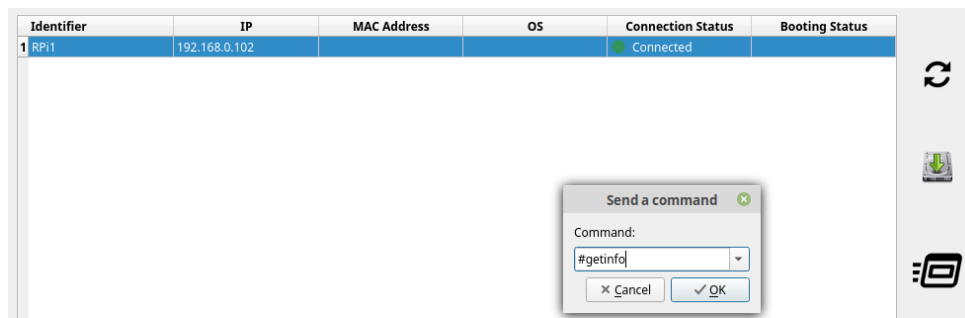 Identifier IP MAC Address OS Connection Status Booting Status
1 RPi1 192.168.0.102 Connected
Send a command
Command:
#getinfo
Cancel OK